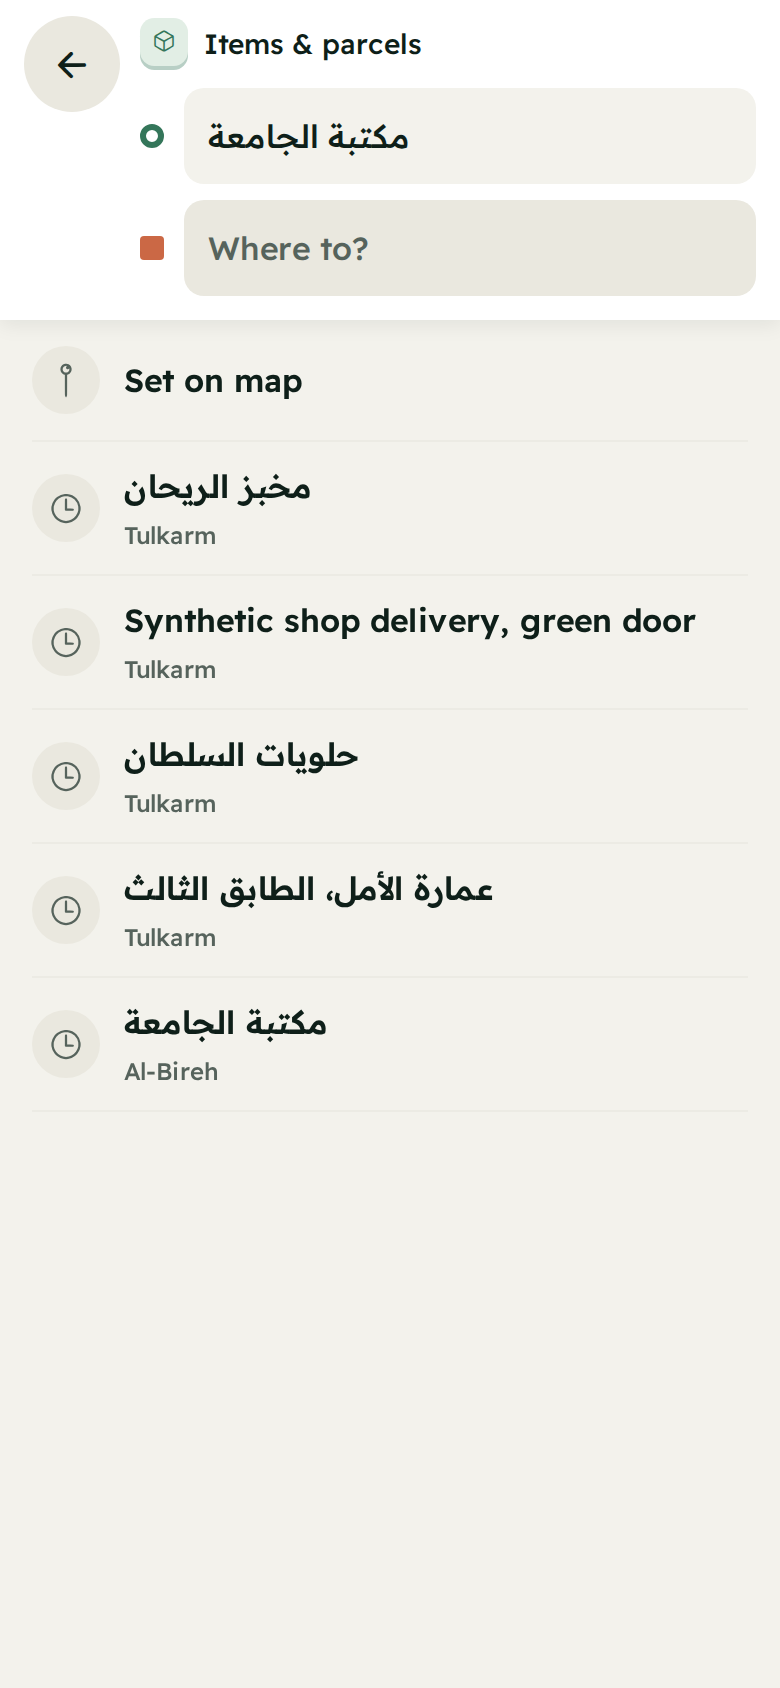 Items & parcels
مكتبة الجامعة
Where to?
Set on map
مخبز الريحان
Tulkarm
Synthetic shop delivery, green door
Tulkarm
حلويات السلطان
Tulkarm
عمارة الأمل، الطابق الثالث
Tulkarm
مكتبة الجامعة
Al-Bireh